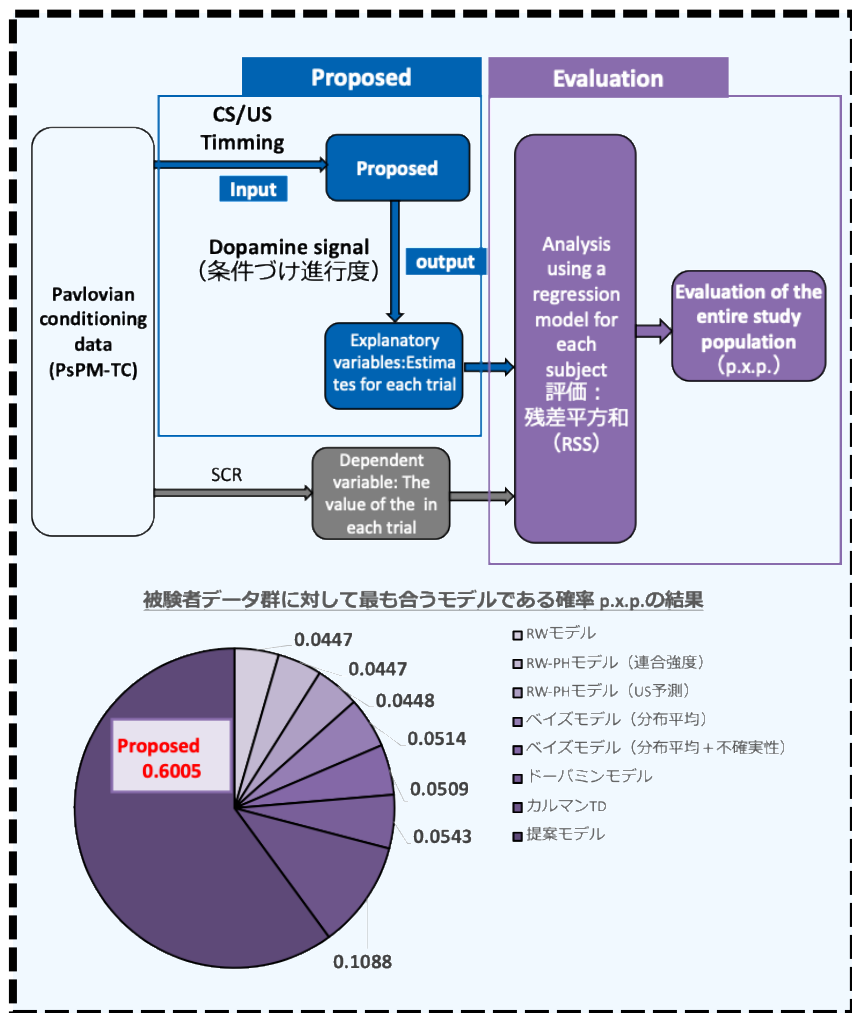 Proposed
Evaluation
CS/US
Timming
Input
Proposed
Dopamine signal
（条件づけ進行度）
output
Pavlovian
conditioning
data
(PsPM-TC)
Explanatory
variables:Estima
tes for each trial
Analysis
using a
regression
model for
each
subject
評価：
残差平方和
（RSS）
Evaluation of the
entire study
population
（p.x.p.）
SCR
Dependent
variable: The
value of the  in
each trial
被験者データ群に対して最も合うモデルである確率 p.x.p.の結果
0.0447
0.0447
0.0448
0.0514
0.0509
0.0543
0.1088
Proposed
0.6005
RWモデル
RW-PHモデル（連合強度）
RW-PHモデル（US予測）
ベイズモデル（分布平均）
ベイズモデル（分布平均＋不確実性）
ドーパミンモデル
カルマンTD
提案モデル